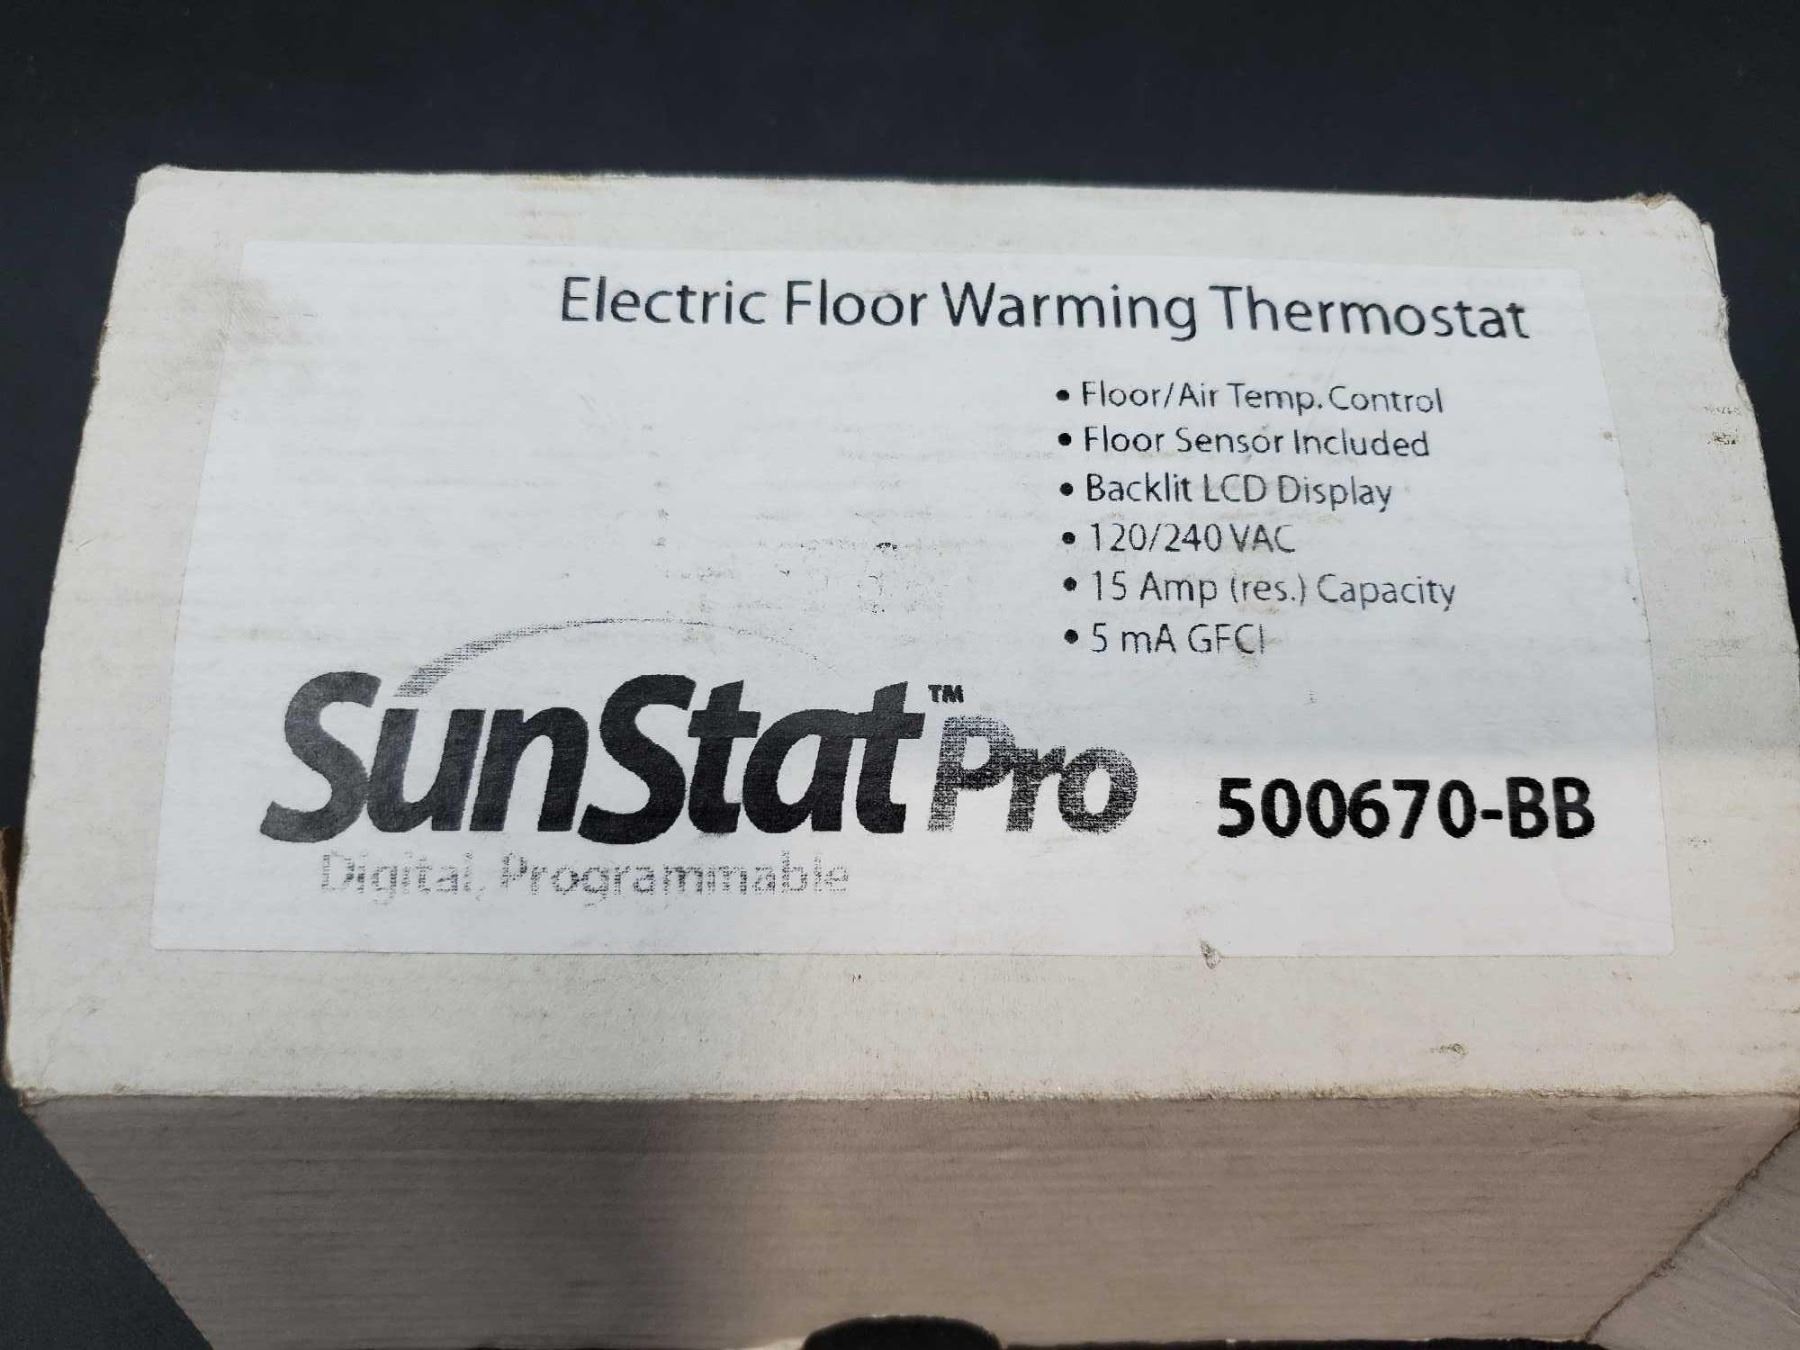 Electric Floor Warming Thermostat
• Floor/Air Temp. Control
• Floor Sensor Included
• Backlit LCD Display
• 120/240 VAC
• 15 Amp (res.) Capacity
• 5 mA GFCI
SunStat™ Pro 500670-BB
Digital, Programmable